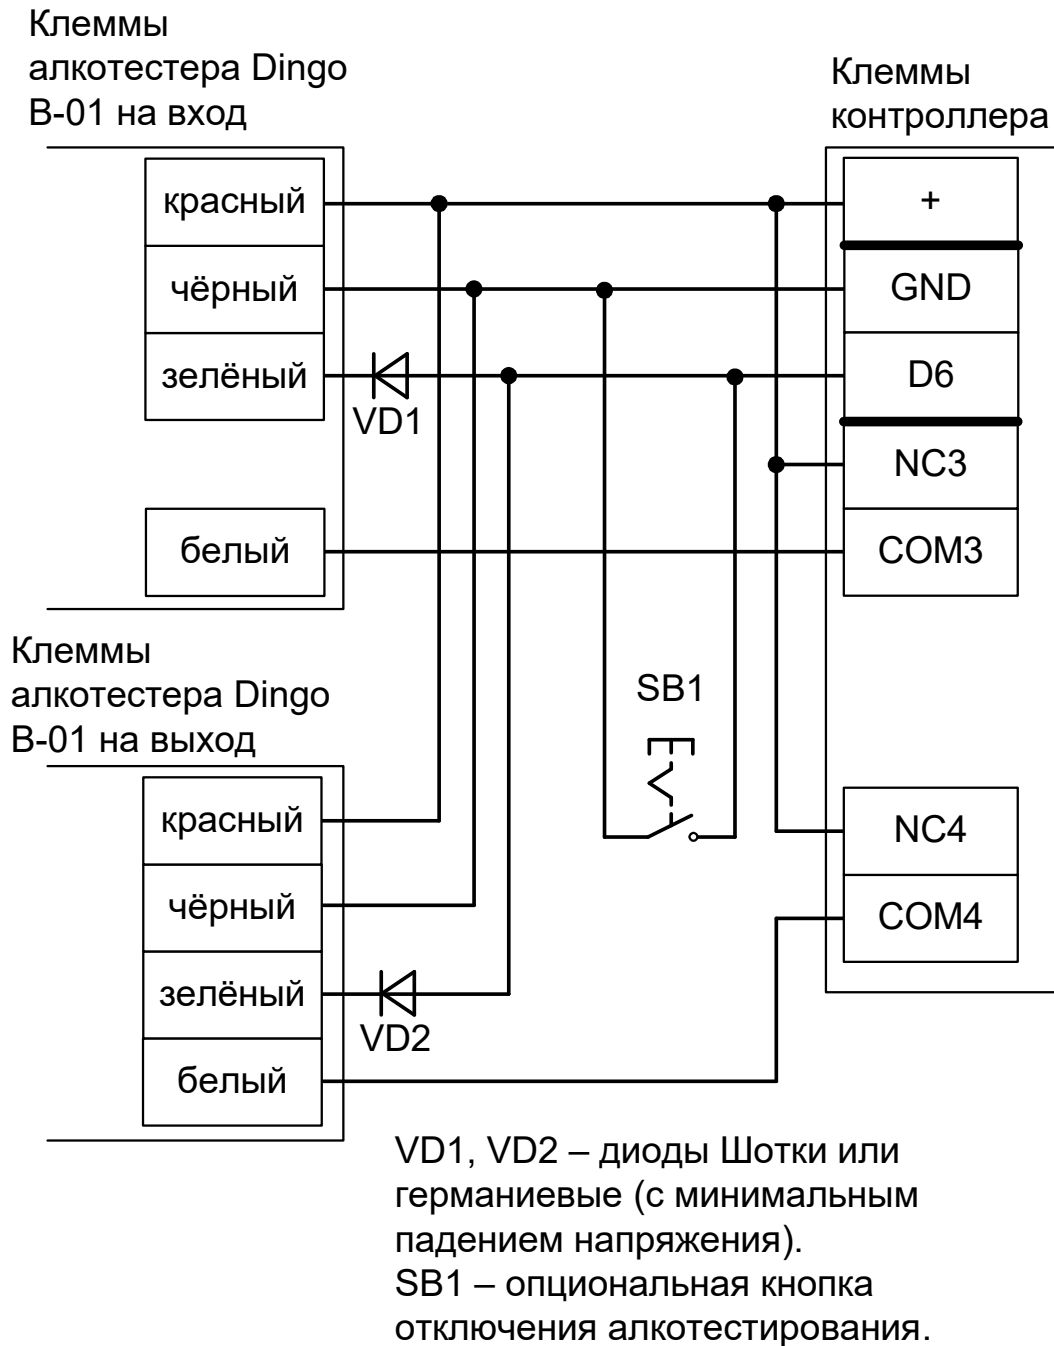 Клеммы
алкотестера Dingo
B-01 на вход
Клеммы
контроллера
красный
+
чёрный
GND
зелёный
D6
VD1
NC3
белый
COM3
Клеммы
алкотестера Dingo
B-01 на выход
SB1
красный
NC4
чёрный
COM4
зелёный
VD2
белый
VD1, VD2 – диоды Шотки или
германиевые (с минимальным
падением напряжения).
SB1 – опциональная кнопка
отключения алкотестирования.